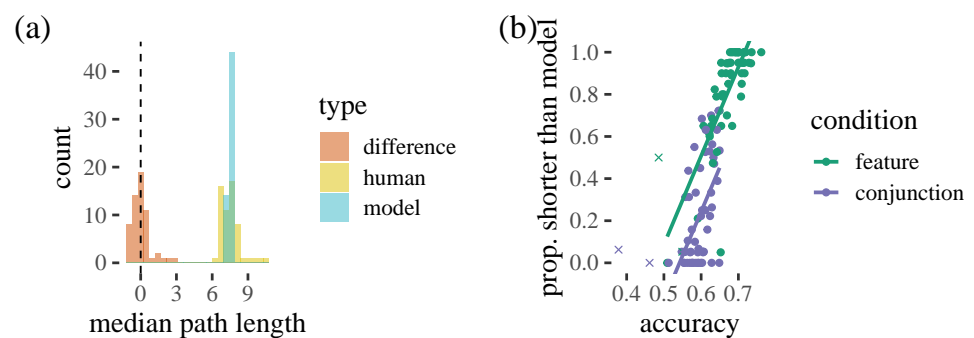 (a)
count
40
30
20
10
0
0 3 6 9
median path length
type
difference
human
model
(b)
prop. shorter than model
1.0
0.8
0.6
0.4
0.2
0.0
0.4 0.5 0.6 0.7
accuracy
condition
feature
conjunction